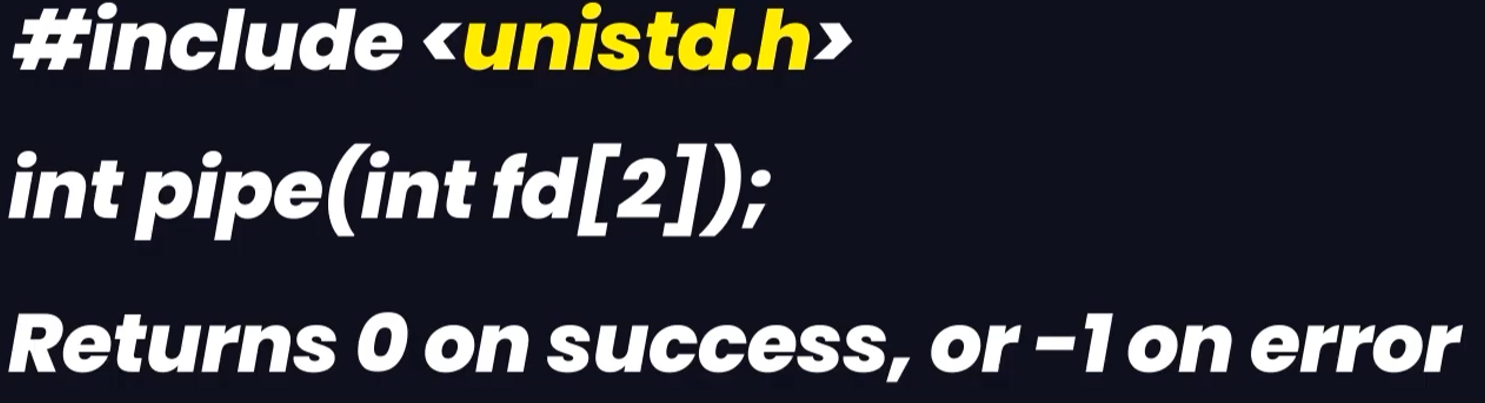 #include <unistd.h>
int pipe(int fd[2]);
Returns 0 on success, or -1 on error